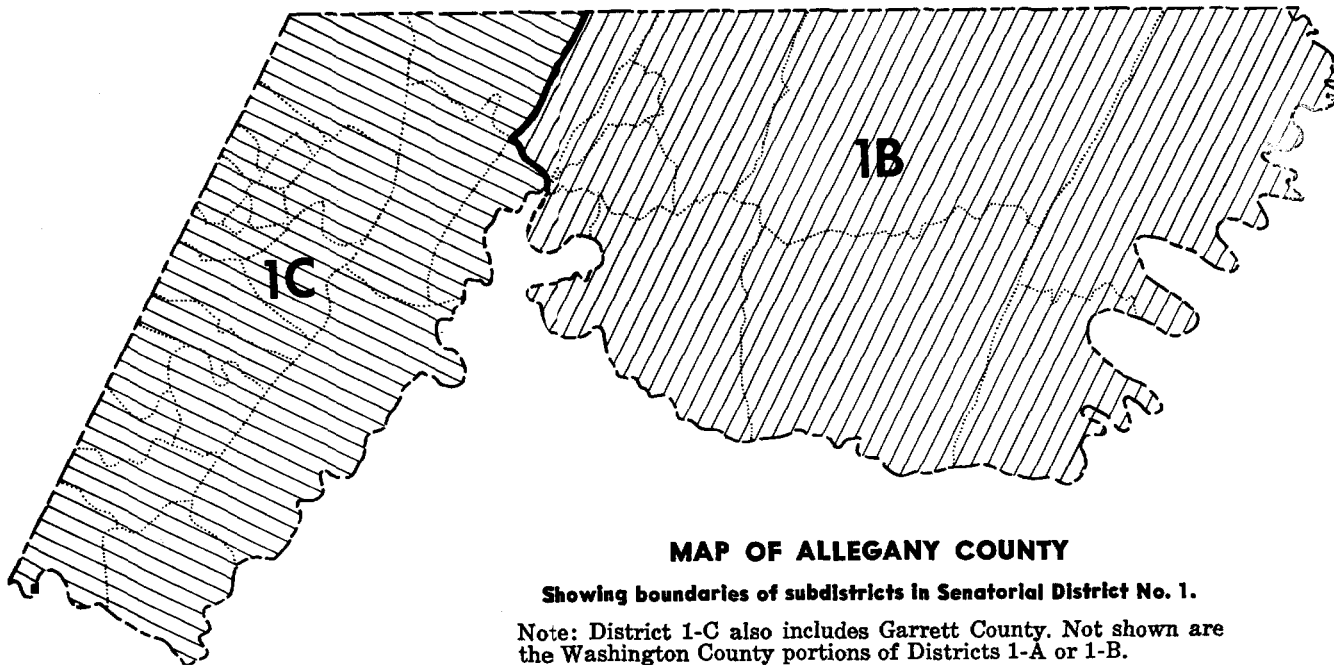 1B
1C
MAP OF ALLEGANY COUNTY
Showing boundaries of subdistricts in Senatorial District No. 1.
Note: District 1-C also includes Garrett County. Not shown are
the Washington County portions of Districts 1-A or 1-B.